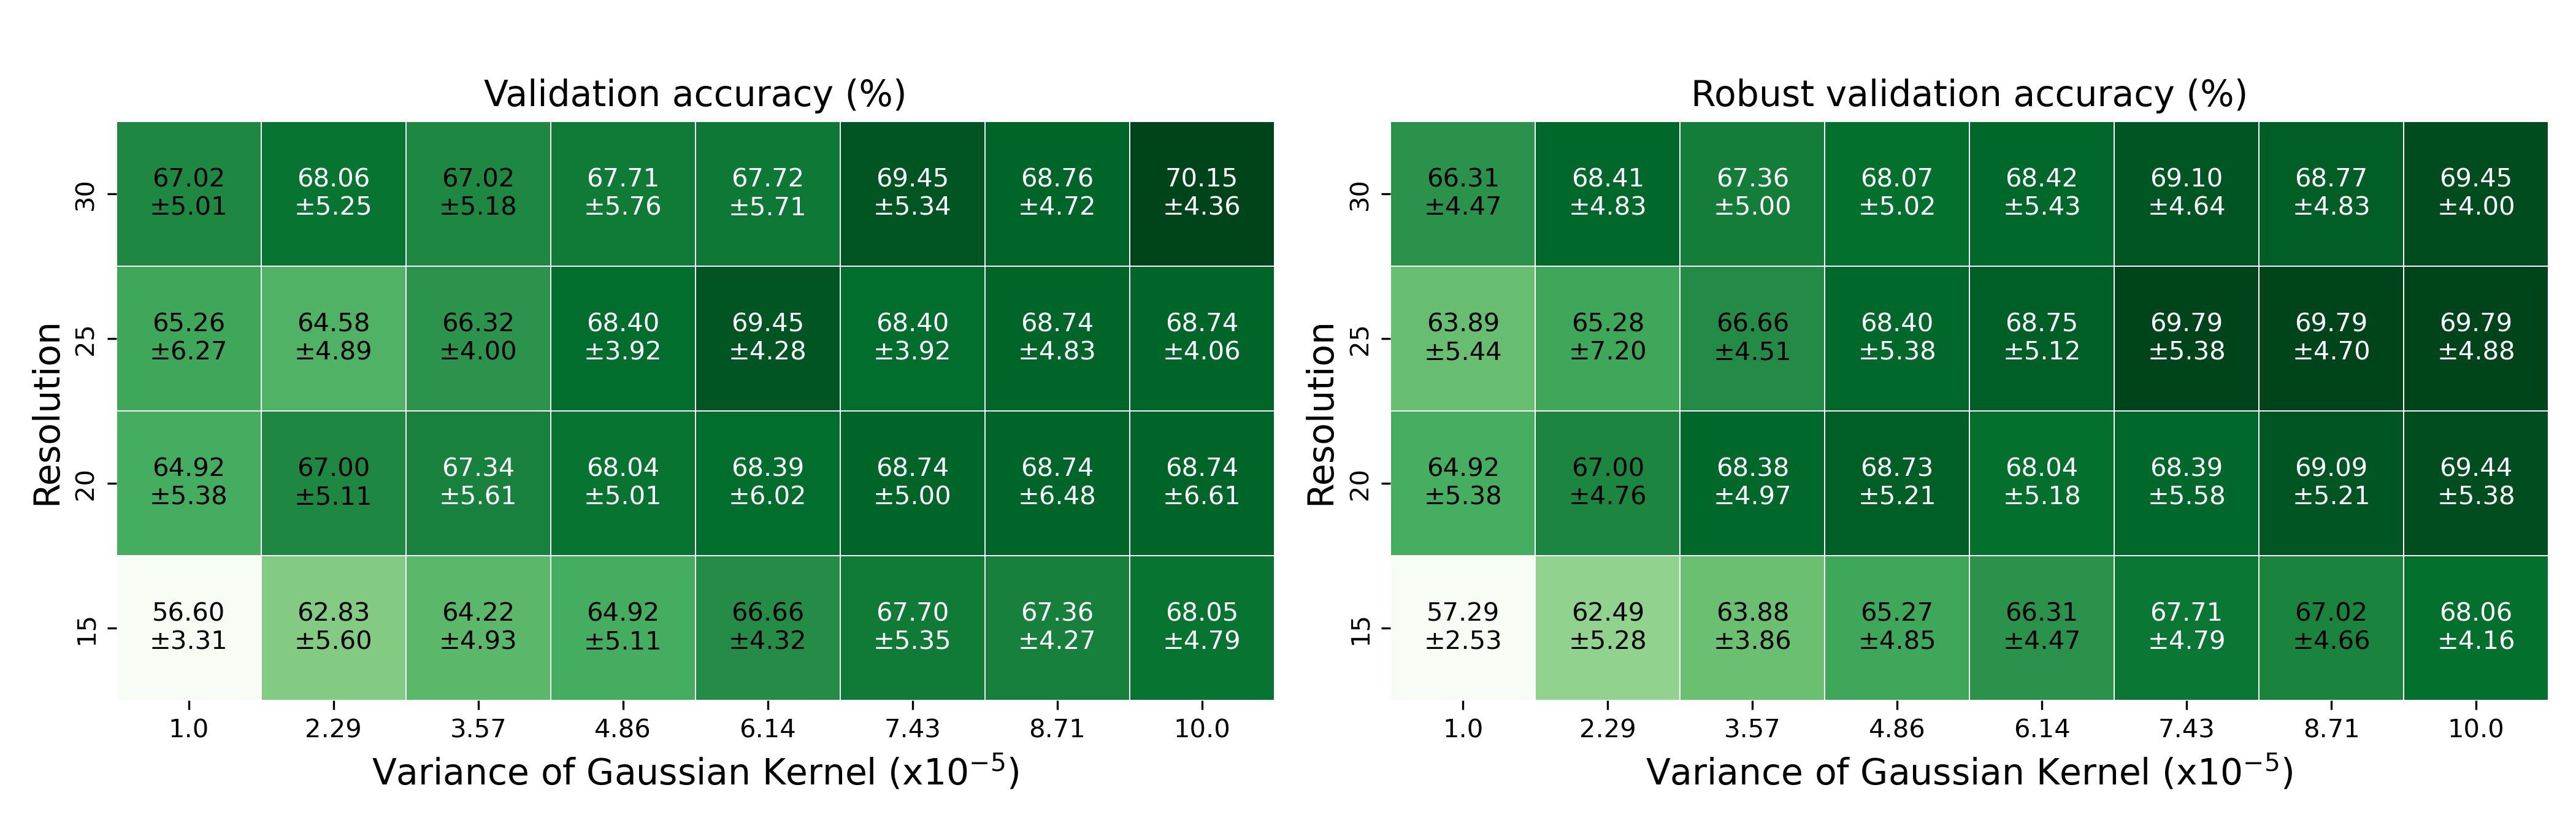 Validation accuracy (%)
Resolution
30
67.02 68.06 67.02 67.71 67.72 69.45 68.76 70.15
±5.01 ±5.25 ±5.18 ±5.76 ±5.71 ±5.34 ±4.72 ±4.36
25
65.26 64.58 66.32 68.40 69.45 68.40 68.74 68.74
±6.27 ±4.89 ±4.00 ±3.92 ±4.28 ±3.92 ±4.83 ±4.06
20
64.92 67.00 67.34 68.04 68.39 68.74 68.74 68.74
±5.38 ±5.11 ±5.61 ±5.01 ±6.02 ±5.00 ±6.48 ±6.61
15
56.60 62.83 64.22 64.92 66.66 67.70 67.36 68.05
±3.31 ±5.60 ±4.93 ±5.11 ±4.32 ±5.35 ±4.27 ±4.79
1.0 2.29 3.57 4.86 6.14 7.43 8.71 10.0
Variance of Gaussian Kernel (x10⁻⁵)
Robust validation accuracy (%)
Resolution
30
66.31 68.41 67.36 68.07 68.42 69.10 68.77 69.45
±4.47 ±4.83 ±5.00 ±5.02 ±5.43 ±4.64 ±4.83 ±4.00
25
63.89 65.28 66.66 68.40 68.75 69.79 69.79 69.79
±5.44 ±7.20 ±4.51 ±5.38 ±5.12 ±5.38 ±4.70 ±4.88
20
64.92 67.00 68.38 68.73 68.04 68.39 69.09 69.44
±5.38 ±4.76 ±4.97 ±5.21 ±5.18 ±5.58 ±5.21 ±5.38
15
57.29 62.49 63.88 65.27 66.31 67.71 67.02 68.06
±2.53 ±5.28 ±3.86 ±4.85 ±4.47 ±4.79 ±4.66 ±4.16
1.0 2.29 3.57 4.86 6.14 7.43 8.71 10.0
Variance of Gaussian Kernel (x10⁻⁵)